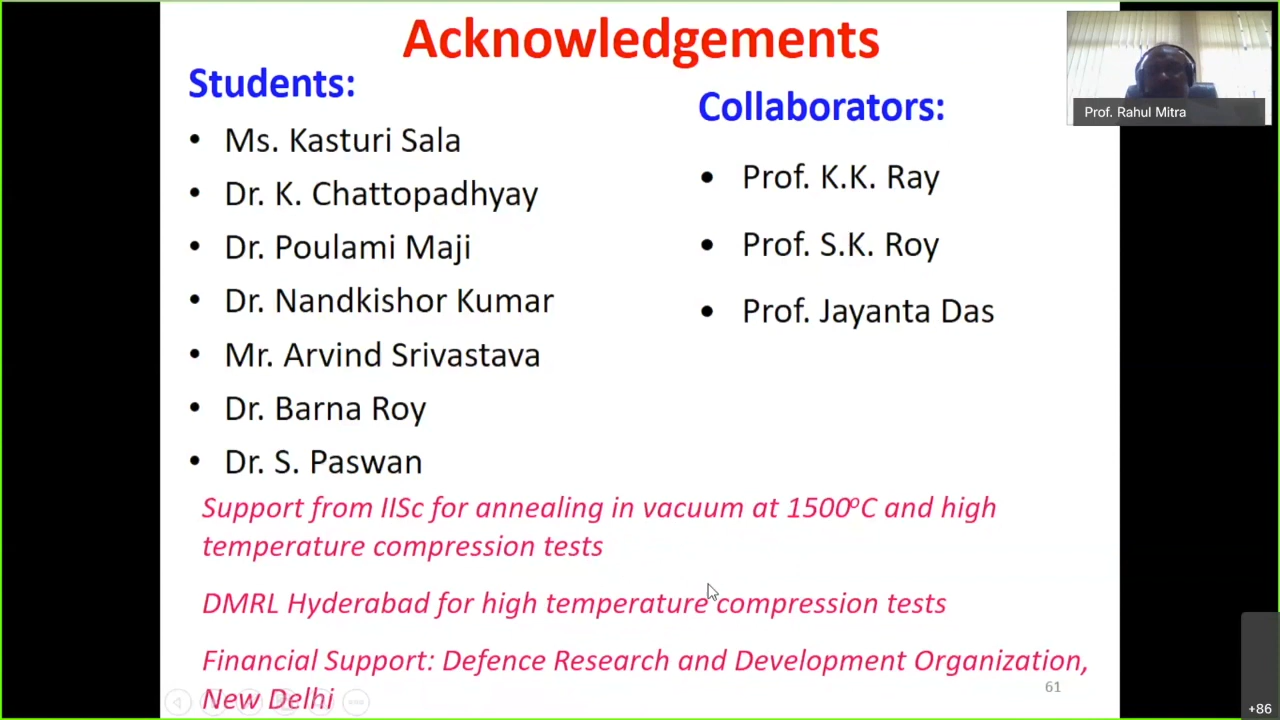 Acknowledgements
Students:
• Ms. Kasturi Sala
• Dr. K. Chattopadhyay
• Dr. Poulami Maji
• Dr. Nandkishor Kumar
• Mr. Arvind Srivastava
• Dr. Barna Roy
• Dr. S. Paswan
Collaborators:
• Prof. K.K. Ray
• Prof. S.K. Roy
• Prof. Jayanta Das
Support from IISc for annealing in vacuum at 1500ºC and high
temperature compression tests
DMRL Hyderabad for high temperature compression tests
Financial Support: Defence Research and Development Organization,
New Delhi
61
Prof. Rahul Mitra
+86